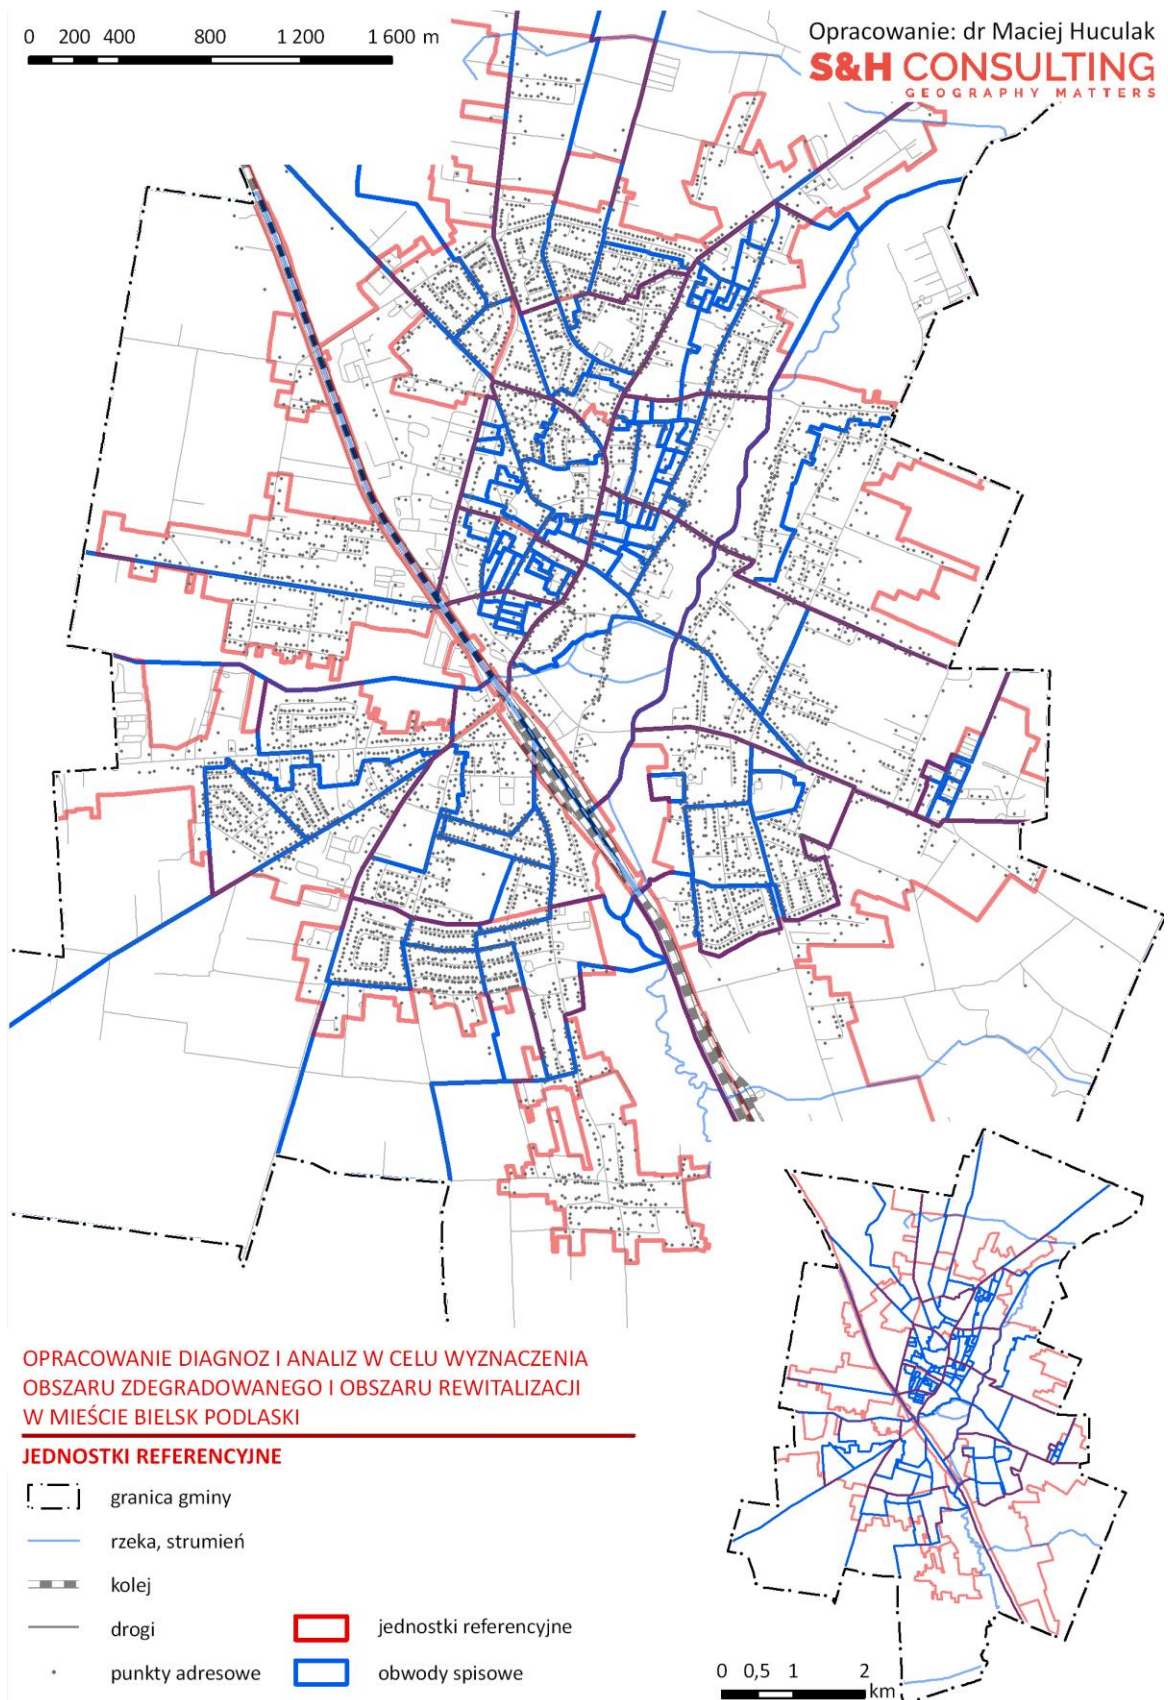 0 200 400 800 1 200 1 600 m
Opracowanie: dr Maciej Huculak
S&H CONSULTING
GEOGRAPHY MATTERS
OPRACOWANIE DIAGNOZ I ANALIZ W CELU WYZNACZENIA
OBSZARU ZDEGRADOWANEGO I OBSZARU REWITALIZACJI
W MIEŚCIE BIELSK PODLASKI
JEDNOSTKI REFERENCYJNE
granica gminy
rzeka, strumień
kolej
drogi
punkty adresowe
jednostki referencyjne
obwody spisowe
0 0,5 1 2
km